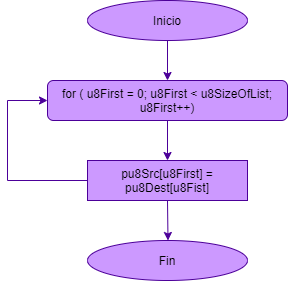 Inicio
for ( u8First = 0; u8First < u8SizeOfList;
u8First++)
pu8Src[u8First] =
pu8Dest[u8Fist]
Fin